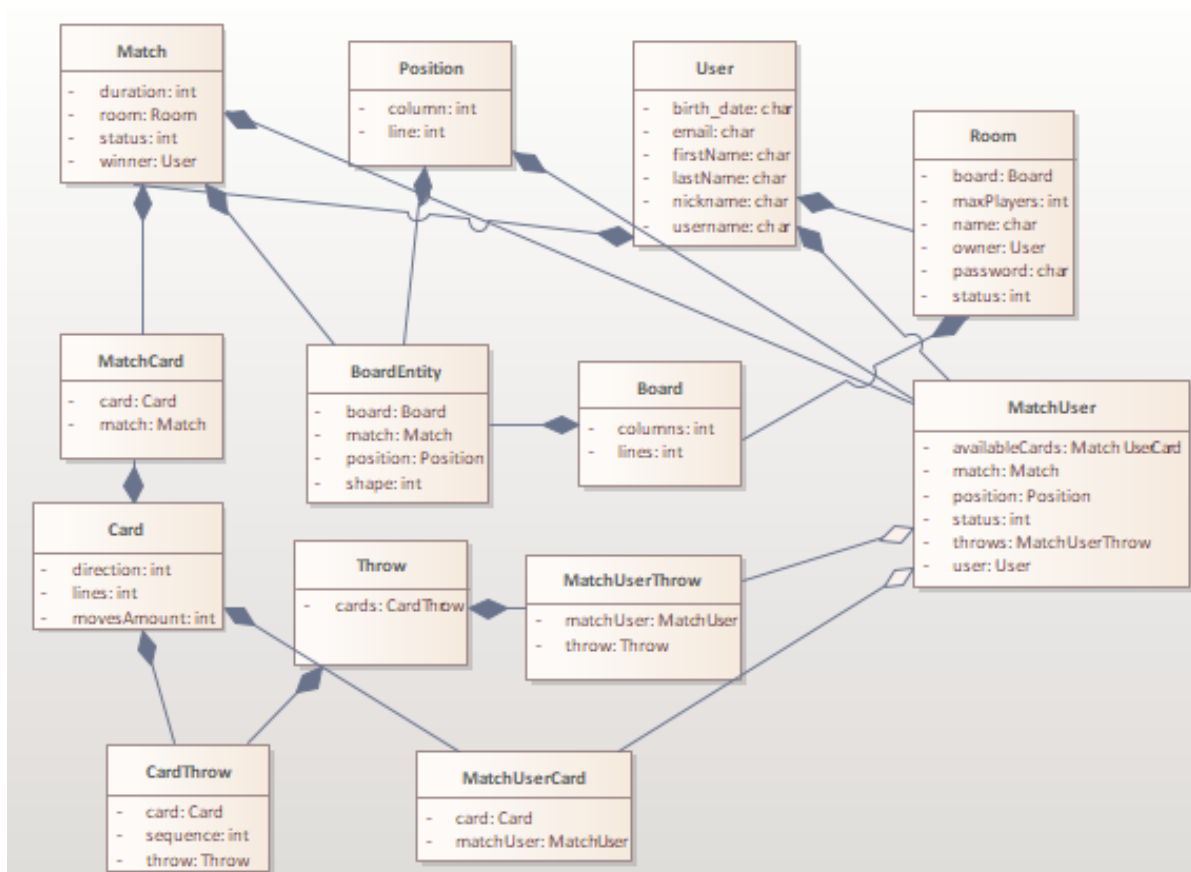 Match
- duration: int
- room: Room
- status: int
- winner: User
Position
- column: int
- line: int
User
- birth_date: char
- email: char
- firstName: char
- lastName: char
- nickname: char
- username: char
Room
- board: Board
- maxPlayers: int
- name: char
- owner: User
- password: char
- status: int
MatchCard
- card: Card
- match: Match
BoardEntity
- board: Board
- match: Match
- position: Position
- shape: int
Board
- columns: int
- lines: int
MatchUser
- availableCards: MatchUserCard
- match: Match
- position: Position
- status: int
- throws: MatchUserThrow
- user: User
Card
- direction: int
- lines: int
- movesAmount: int
Throw
- cards: CardThrow
MatchUserThrow
- matchUser: MatchUser
- throw: Throw
CardThrow
- card: Card
- sequence: int
- throw: Throw
MatchUserCard
- card: Card
- matchUser: MatchUser